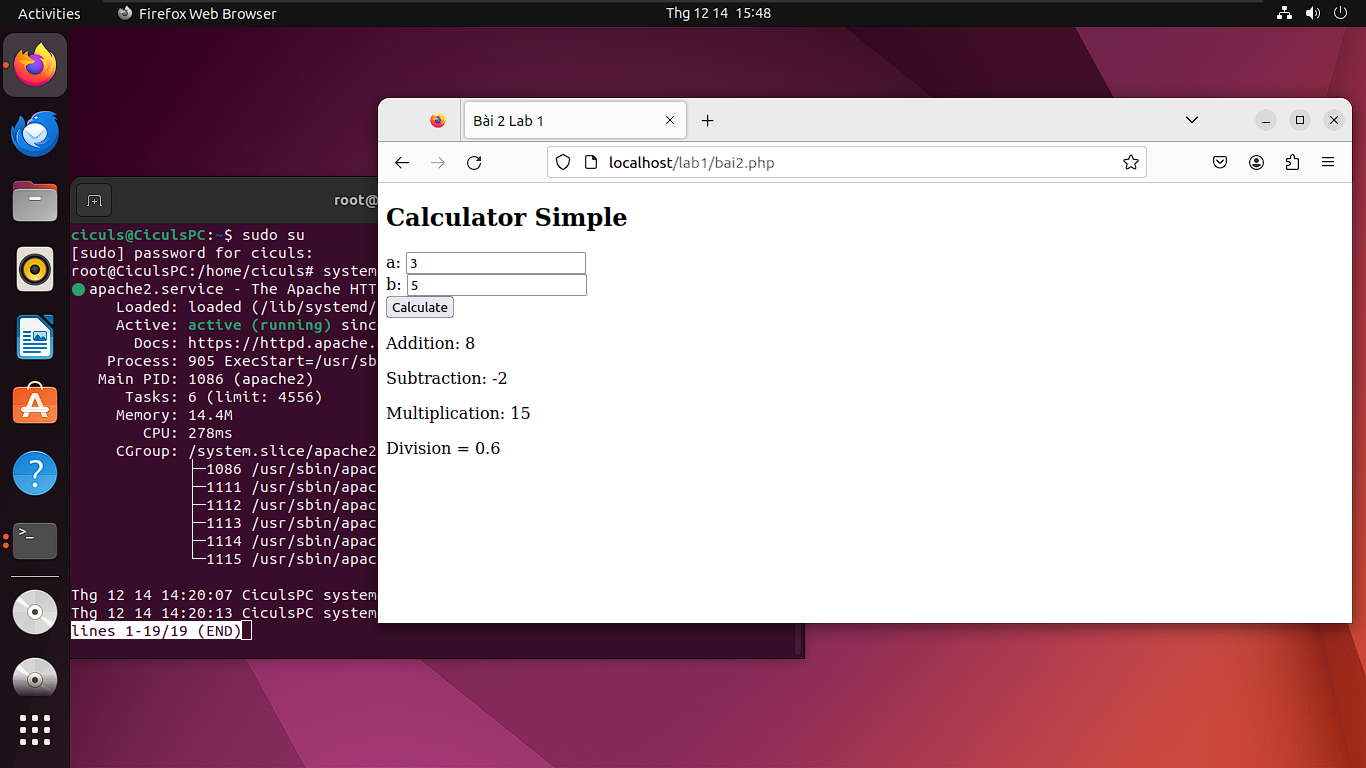 Activities
Firefox Web Browser
Thg 12 14 15:48
Bài 2 Lab 1
localhost/lab1/bai2.php
Calculator Simple
a: 3
b: 5
Calculate
Addition: 8
Subtraction: -2
Multiplication: 15
Division = 0.6
root@
ciculs@CiculsPC:~$ sudo su
[sudo] password for ciculs:
root@CiculsPC:/home/ciculs# system
apache2.service - The Apache HTT
Loaded: loaded (/lib/systemd/
Active: active (running) sinc
Docs: https://httpd.apache.
Process: 905 ExecStart=/usr/sb
Main PID: 1086 (apache2)
Tasks: 6 (limit: 4556)
Memory: 14.4M
CPU: 278ms
CGroup: /system.slice/apache2
├─1086 /usr/sbin/apac
├─1111 /usr/sbin/apac
├─1112 /usr/sbin/apac
├─1113 /usr/sbin/apac
├─1114 /usr/sbin/apac
└─1115 /usr/sbin/apac
Thg 12 14 14:20:07 CiculsPC system
Thg 12 14 14:20:13 CiculsPC system
lines 1-19/19 (END)